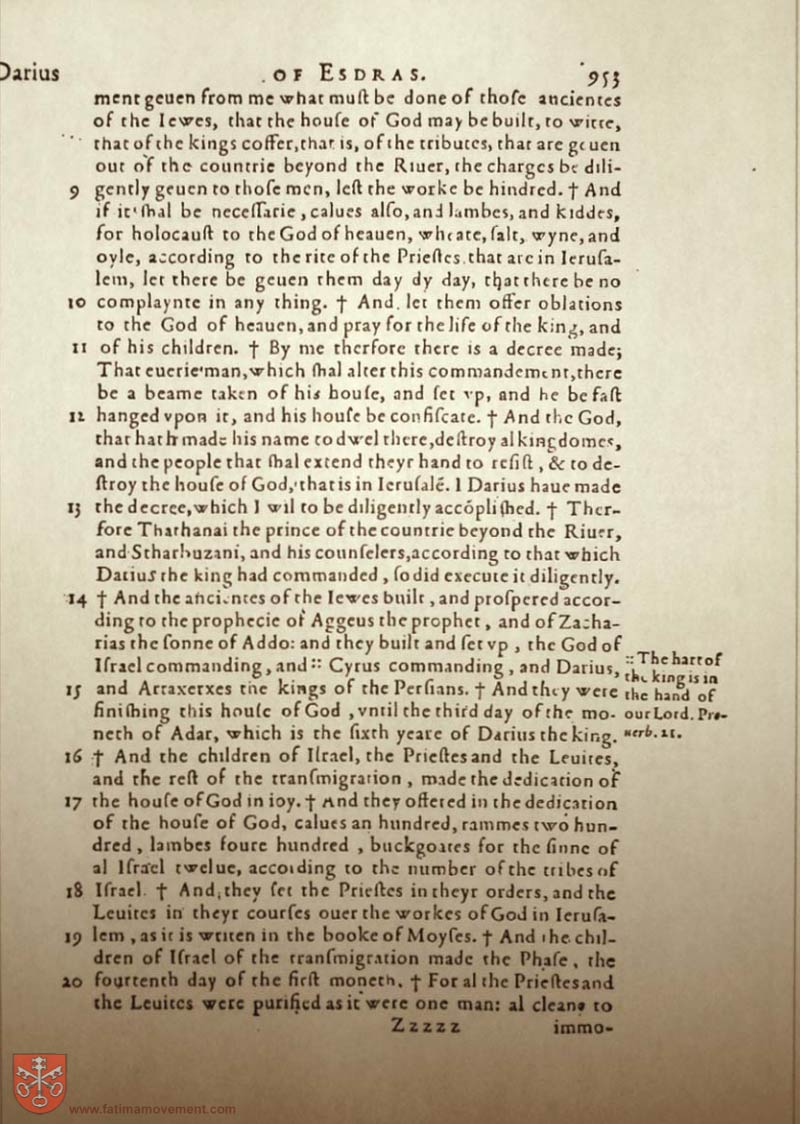 Darius
OF ESDRAS.
953
ment geuen from me what muſt be done of thoſe ancientes
of the Iewes, that the houſe of God may be built, to witte,
that of the kings coffer, that is, of the tributes, that are geuen
out of the countrie beyond the Riuer, the charges be dili-
9 gently geuen to thoſe men, leſt the worke be hindred. † And
if it ſhal be neceſſarie, calues alſo, and lambes, and kiddes,
for holocauſt to the God of heauen, wheate, ſalt, wyne, and
oyle, according to the rite of the Prieſtes that are in Ieruſa-
lem, let there be geuen them day dy day, that there be no
10 complaynte in any thing. † And let them offer oblations
to the God of heauen, and pray for the life of the king, and
11 of his children. † By me therfore there is a decree made;
That euerie man, which ſhal alter this commandement, there
be a beame taken of his houſe, and ſet vp, and he be faſt
12 hanged vpon it, and his houſe be confiſcate. † And the God,
that hath made his name to dwel there, deſtroy al kingdomes,
and the people that ſhal extend theyr hand to reſiſt, & to de-
ſtroy the houſe of God, that is in Ieruſalē. I Darius haue made
13 the decree, which I wil to be diligently accōpliſhed. † Ther-
fore Thathanai the prince of the countrie beyond the Riuer,
and Stharbuzani, and his counſelers, according to that which
Darius the king had commanded, ſo did execute it diligently.
14 † And the ancientes of the Iewes built, and proſpered accor-
ding to the prophecie of Aggeus the prophet, and of Zacha-
rias the ſonne of Addo: and they built and ſet vp, the God of
Iſrael commanding, and :: Cyrus commanding, and Darius,
15 and Artaxerxes the kings of the Perſians. † And they were
finiſhing this houſe of God, vntil the third day of the mo-
neth of Adar, which is the ſixth yeare of Darius the king.
:: The hart of
the king is in
the hand of
our Lord. Pro-
uerb. 21.
16 † And the children of Iſrael, the Prieſtes and the Leuites,
and the reſt of the tranſmigration, made the dedication of
17 the houſe of God in ioy. † And they offered in the dedication
of the houſe of God, calues an hundred, rammes two hun-
dred, lambes foure hundred, buckgoates for the ſinne of
al Iſrael twelue, according to the number of the tribes of
18 Iſrael. † And they ſet the Prieſtes in theyr orders, and the
Leuites in theyr courſes ouer the workes of God in Ieruſa-
19 lem, as it is writen in the booke of Moyſes. † And the chil-
dren of Iſrael of the tranſmigration made the Phaſe, the
20 fourtenth day of the firſt moneth. † For al the Prieſtes and
the Leuites were purified as it were one man: al cleane to
Zzzzz
immo-
www.fatimamovement.com